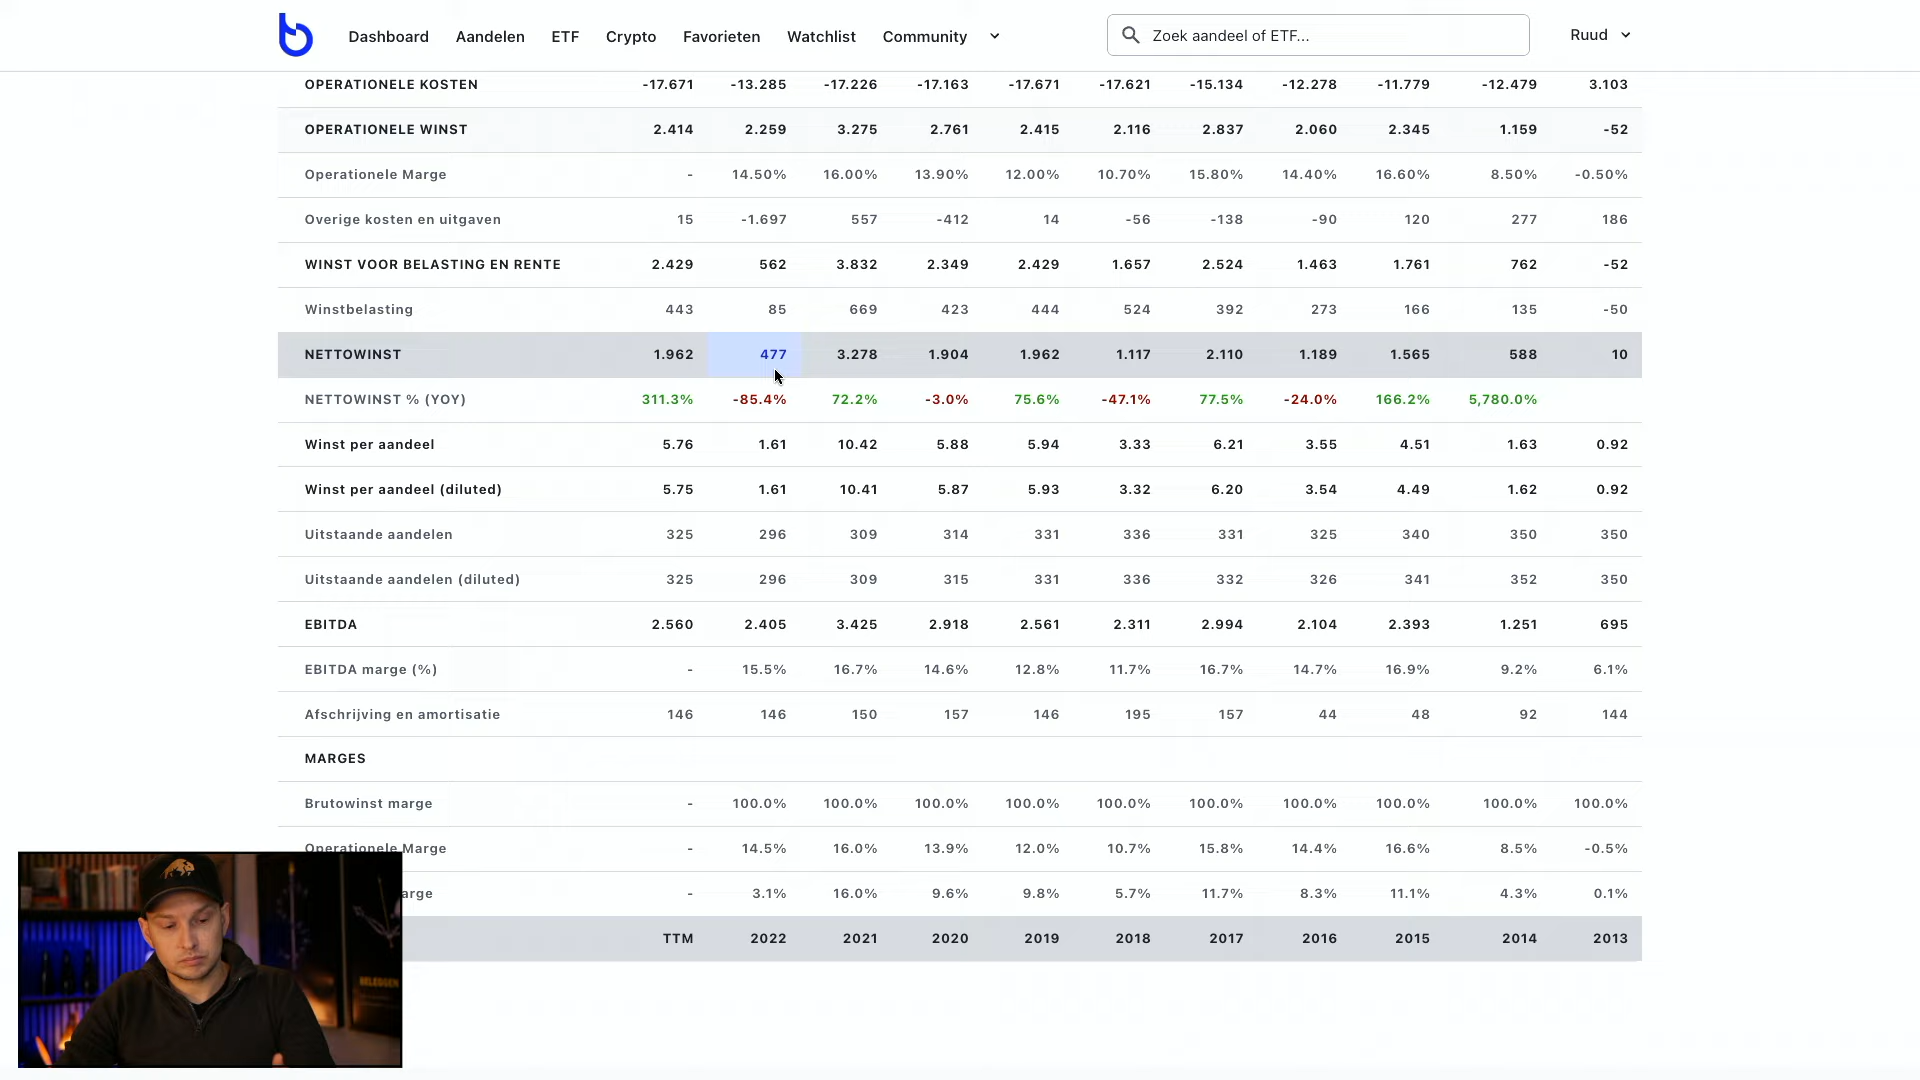 Dashboard Aandelen ETF Crypto Favorieten Watchlist Community Zoek aandeel of ETF... Ruud
OPERATIONELE KOSTEN -17.671 -13.285 -17.226 -17.163 -17.671 -17.621 -15.134 -12.278 -11.779 -12.479 3.103
OPERATIONELE WINST 2.414 2.259 3.275 2.761 2.415 2.116 2.837 2.060 2.345 1.159 -52
Operationele Marge - 14.50% 16.00% 13.90% 12.00% 10.70% 15.80% 14.40% 16.60% 8.50% -0.50%
Overige kosten en uitgaven 15 -1.697 557 -412 14 -56 -138 -90 120 277 186
WINST VOOR BELASTING EN RENTE 2.429 562 3.832 2.349 2.429 1.657 2.524 1.463 1.761 762 -52
Winstbelasting 443 85 669 423 444 524 392 273 166 135 -50
NETTOWINST 1.962 477 3.278 1.904 1.962 1.117 2.110 1.189 1.565 588 10
NETTOWINST % (YOY) 311.3% -85.4% 72.2% -3.0% 75.6% -47.1% 77.5% -24.0% 166.2% 5,780.0%
Winst per aandeel 5.76 1.61 10.42 5.88 5.94 3.33 6.21 3.55 4.51 1.63 0.92
Winst per aandeel (diluted) 5.75 1.61 10.41 5.87 5.93 3.32 6.20 3.54 4.49 1.62 0.92
Uitstaande aandelen 325 296 309 314 331 336 331 325 340 350 350
Uitstaande aandelen (diluted) 325 296 309 315 331 336 332 326 341 352 350
EBITDA 2.560 2.405 3.425 2.918 2.561 2.311 2.994 2.104 2.393 1.251 695
EBITDA marge (%) - 15.5% 16.7% 14.6% 12.8% 11.7% 16.7% 14.7% 16.9% 9.2% 6.1%
Afschrijving en amortisatie 146 146 150 157 146 195 157 44 48 92 144
MARGES
Brutowinst marge - 100.0% 100.0% 100.0% 100.0% 100.0% 100.0% 100.0% 100.0% 100.0% 100.0%
Operationele Marge - 14.5% 16.0% 13.9% 12.0% 10.7% 15.8% 14.4% 16.6% 8.5% -0.5%
arge - 3.1% 16.0% 9.6% 9.8% 5.7% 11.7% 8.3% 11.1% 4.3% 0.1%
TTM 2022 2021 2020 2019 2018 2017 2016 2015 2014 2013
BELEGGEN